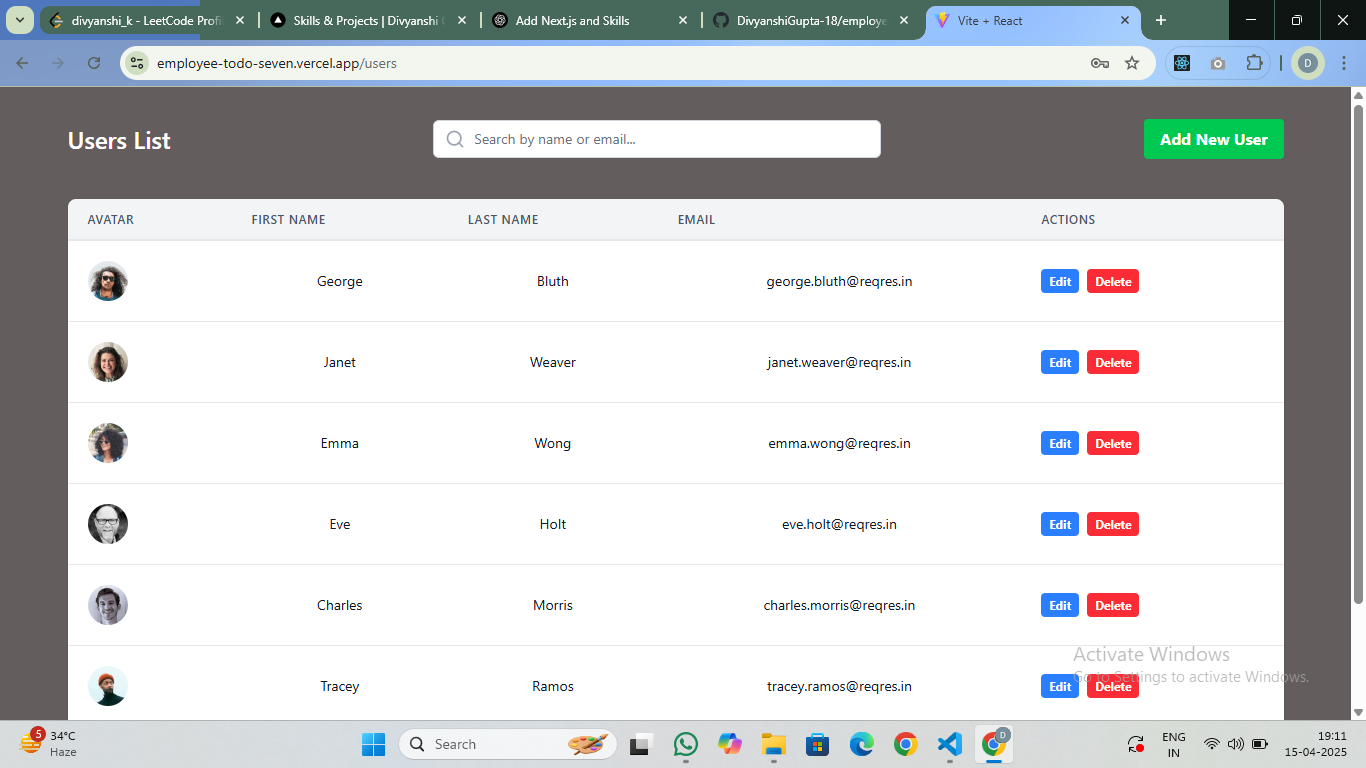 divyanshi_k - LeetCode Profi
Skills & Projects | Divyanshi
Add Next.js and Skills
DivyanshiGupta-18/employe
Vite + React
employee-todo-seven.vercel.app/users
D
Users List
Search by name or email...
Add New User
AVATAR FIRST NAME LAST NAME EMAIL ACTIONS
George Bluth george.bluth@reqres.in Edit Delete
Janet Weaver janet.weaver@reqres.in Edit Delete
Emma Wong emma.wong@reqres.in Edit Delete
Eve Holt eve.holt@reqres.in Edit Delete
Charles Morris charles.morris@reqres.in Edit Delete
Tracey Ramos tracey.ramos@reqres.in Edit Delete
Activate Windows
Go to Settings to activate Windows.
5
34°C
Haze
Search
D
ENG
IN
19:11
15-04-2025